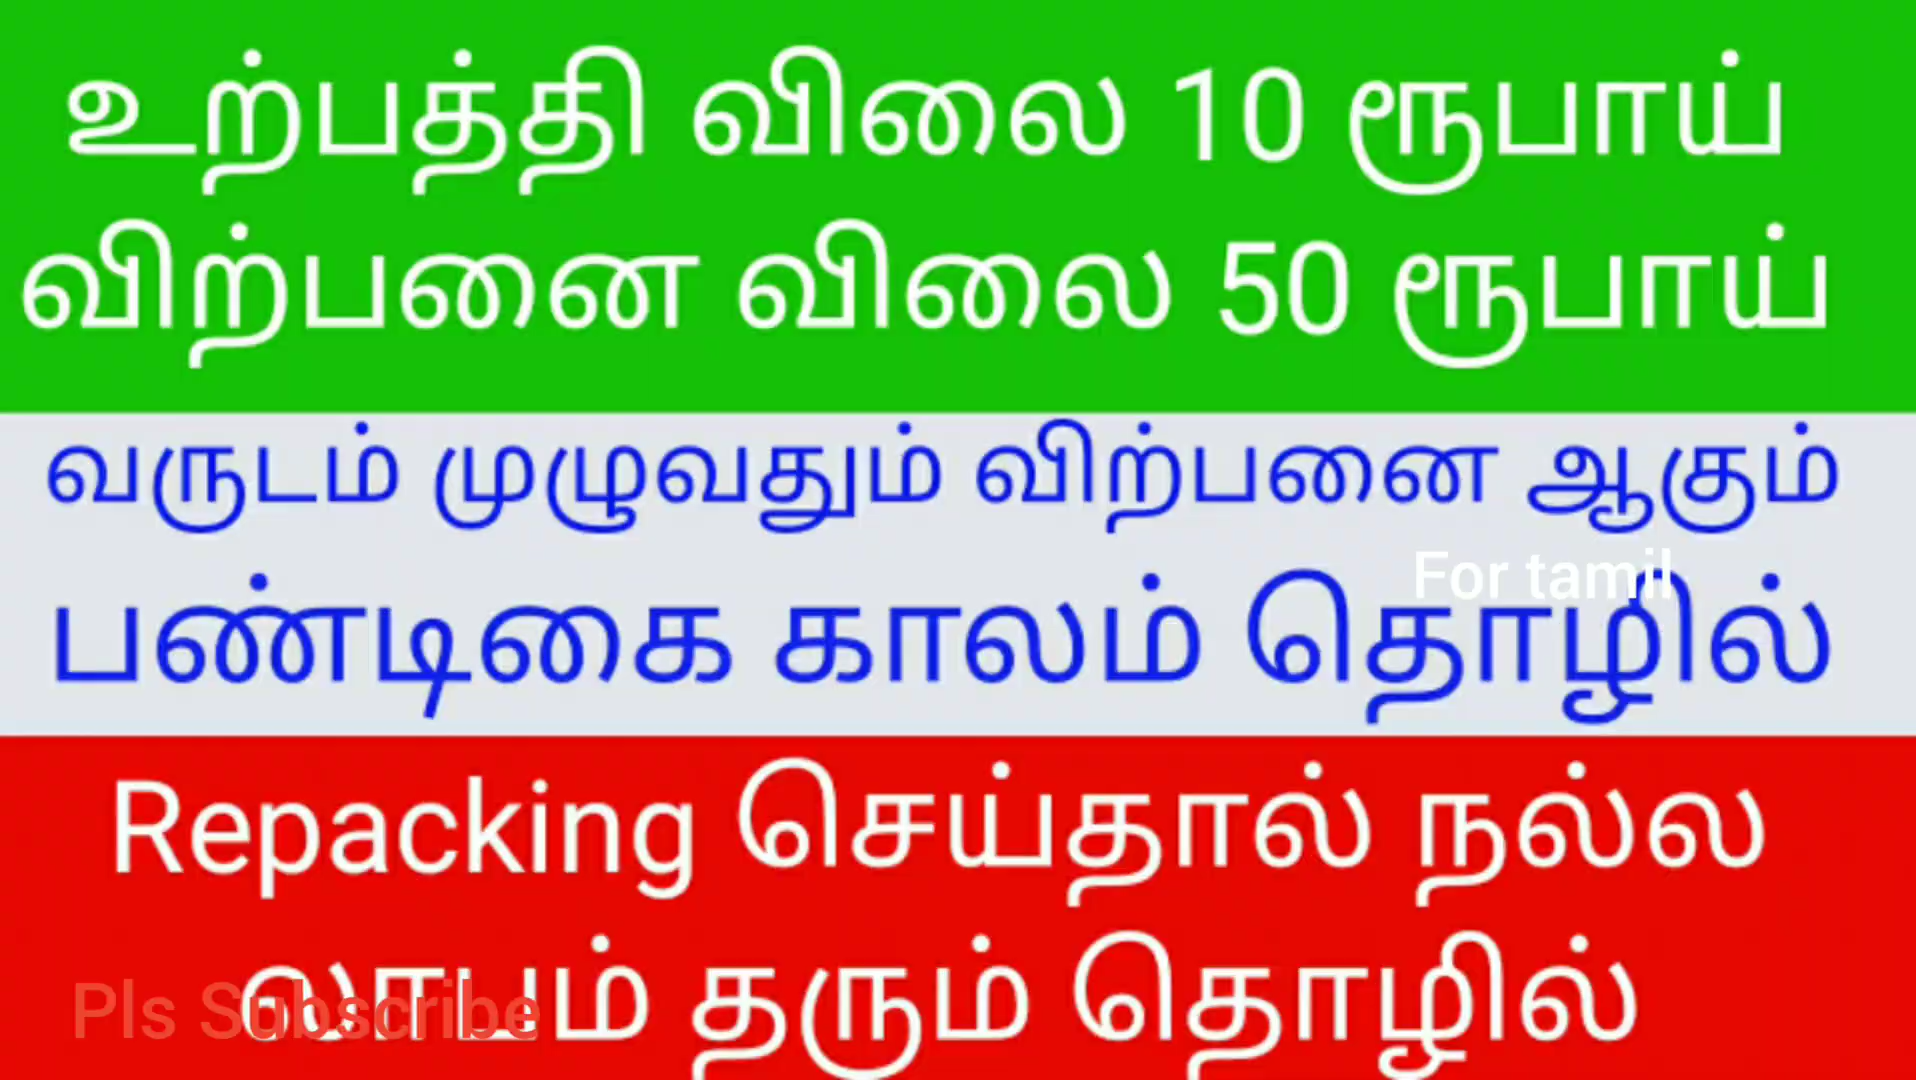 உற்பத்தி விலை 10 ரூபாய்
விற்பனை விலை 50 ரூபாய்
வருடம் முழுவதும் விற்பனை ஆகும்
For tamil
பண்டிகை காலம் தொழில்
Repacking செய்தால் நல்ல
லாபம் தரும் தொழில்
Pls Subscribe